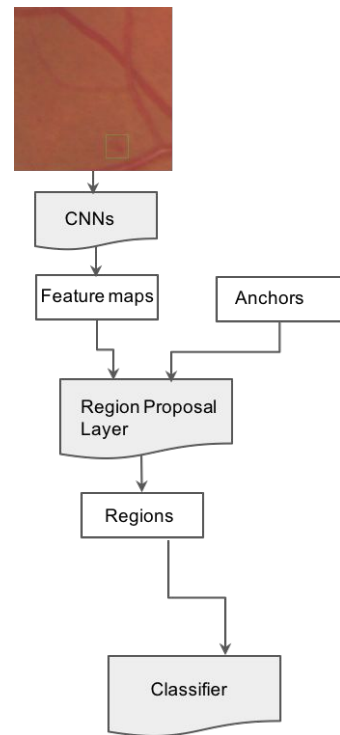 CNNs
Feature maps
Anchors
Region Proposal
Layer
Regions
Classifier